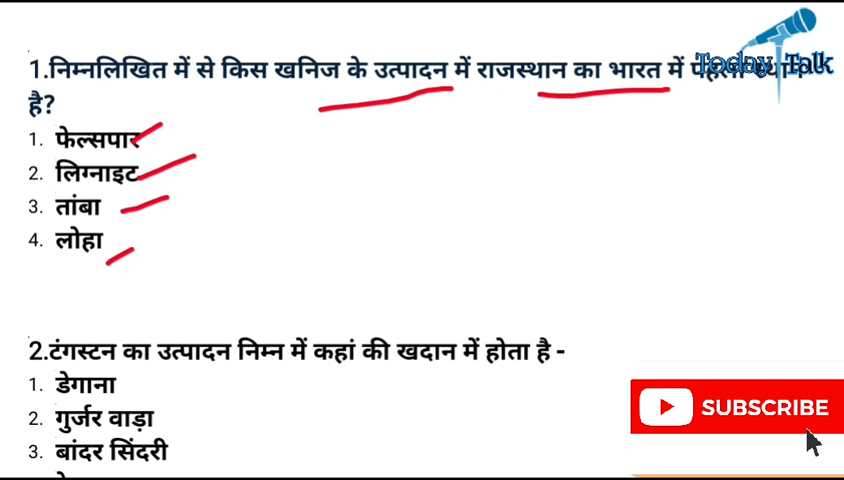 1.निम्नलिखित में से किस खनिज के उत्पादन में राजस्थान का भारत में
Today Talk
है?
1. फेल्सपार
2. लिग्नाइट
3. तांबा
4. लोहा
2.टंगस्टन का उत्पादन निम्न में कहां की खदान में होता है -
1. डेगाना
2. गुर्जर वाड़ा
SUBSCRIBE
3. बांदर सिंदरी